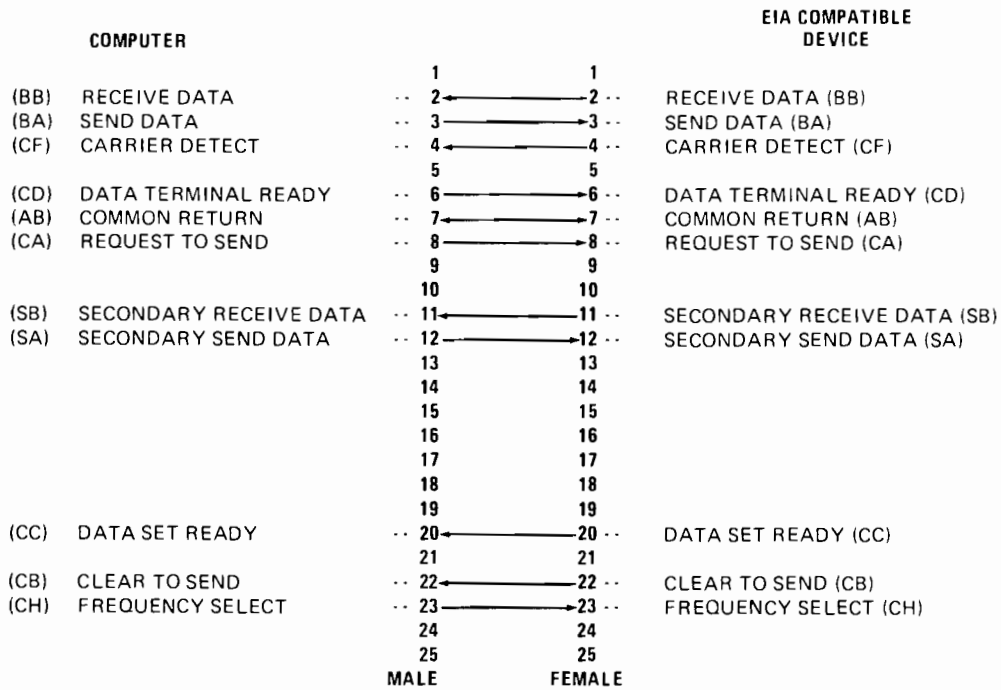 EIA COMPATIBLE
COMPUTER DEVICE
1 1
(BB) RECEIVE DATA .. 2 2 .. RECEIVE DATA (BB)
(BA) SEND DATA .. 3 3 .. SEND DATA (BA)
(CF) CARRIER DETECT .. 4 4 .. CARRIER DETECT (CF)
5 5
(CD) DATA TERMINAL READY .. 6 6 .. DATA TERMINAL READY (CD)
(AB) COMMON RETURN .. 7 7 .. COMMON RETURN (AB)
(CA) REQUEST TO SEND .. 8 8 .. REQUEST TO SEND (CA)
9 9
10 10
(SB) SECONDARY RECEIVE DATA .. 11 11 .. SECONDARY RECEIVE DATA (SB)
(SA) SECONDARY SEND DATA .. 12 12 .. SECONDARY SEND DATA (SA)
13 13
14 14
15 15
16 16
17 17
18 18
19 19
(CC) DATA SET READY .. 20 20 .. DATA SET READY (CC)
21 21
(CB) CLEAR TO SEND .. 22 22 .. CLEAR TO SEND (CB)
(CH) FREQUENCY SELECT .. 23 23 .. FREQUENCY SELECT (CH)
24 24
25 25
MALE FEMALE